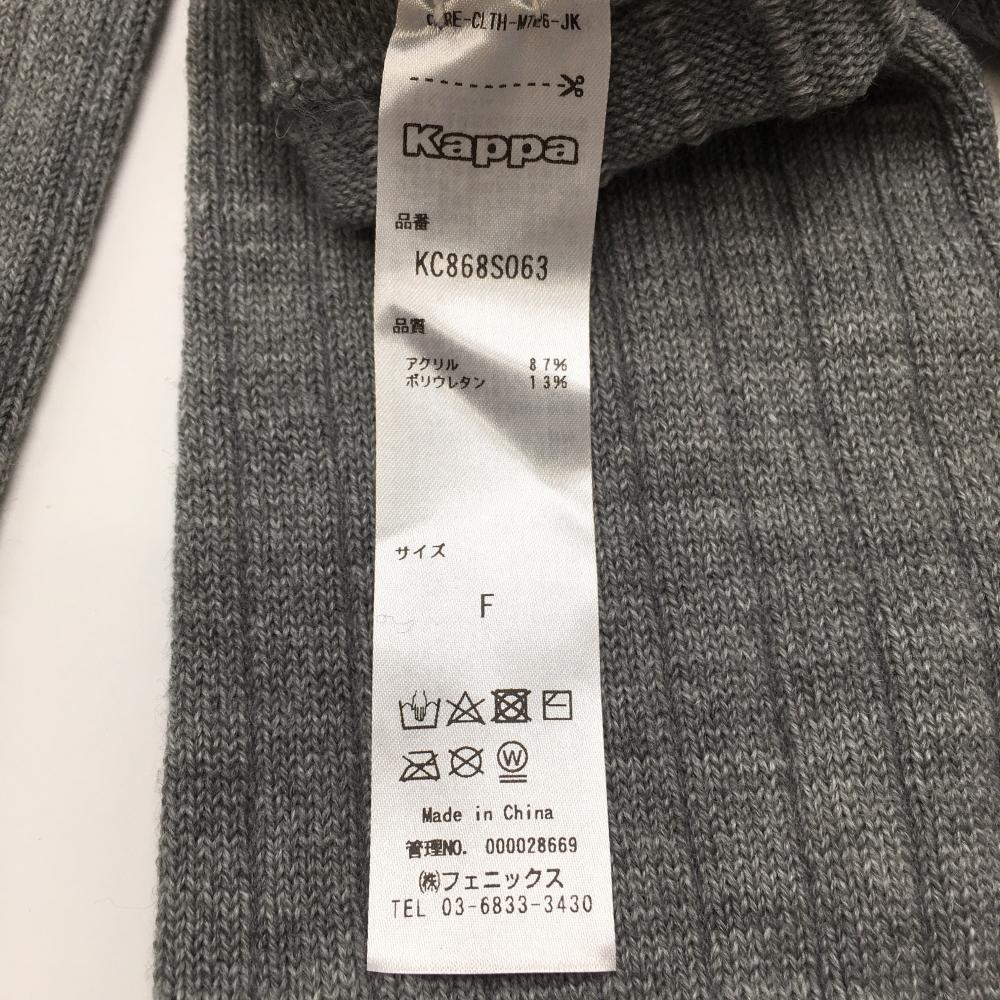 Kappa
品番
KC868S063
品質
アクリル 87%
ポリウレタン 13%
サイズ
F
W
Made in China
管理NO. 000028669
㈱フェニックス
TEL 03-6833-3430